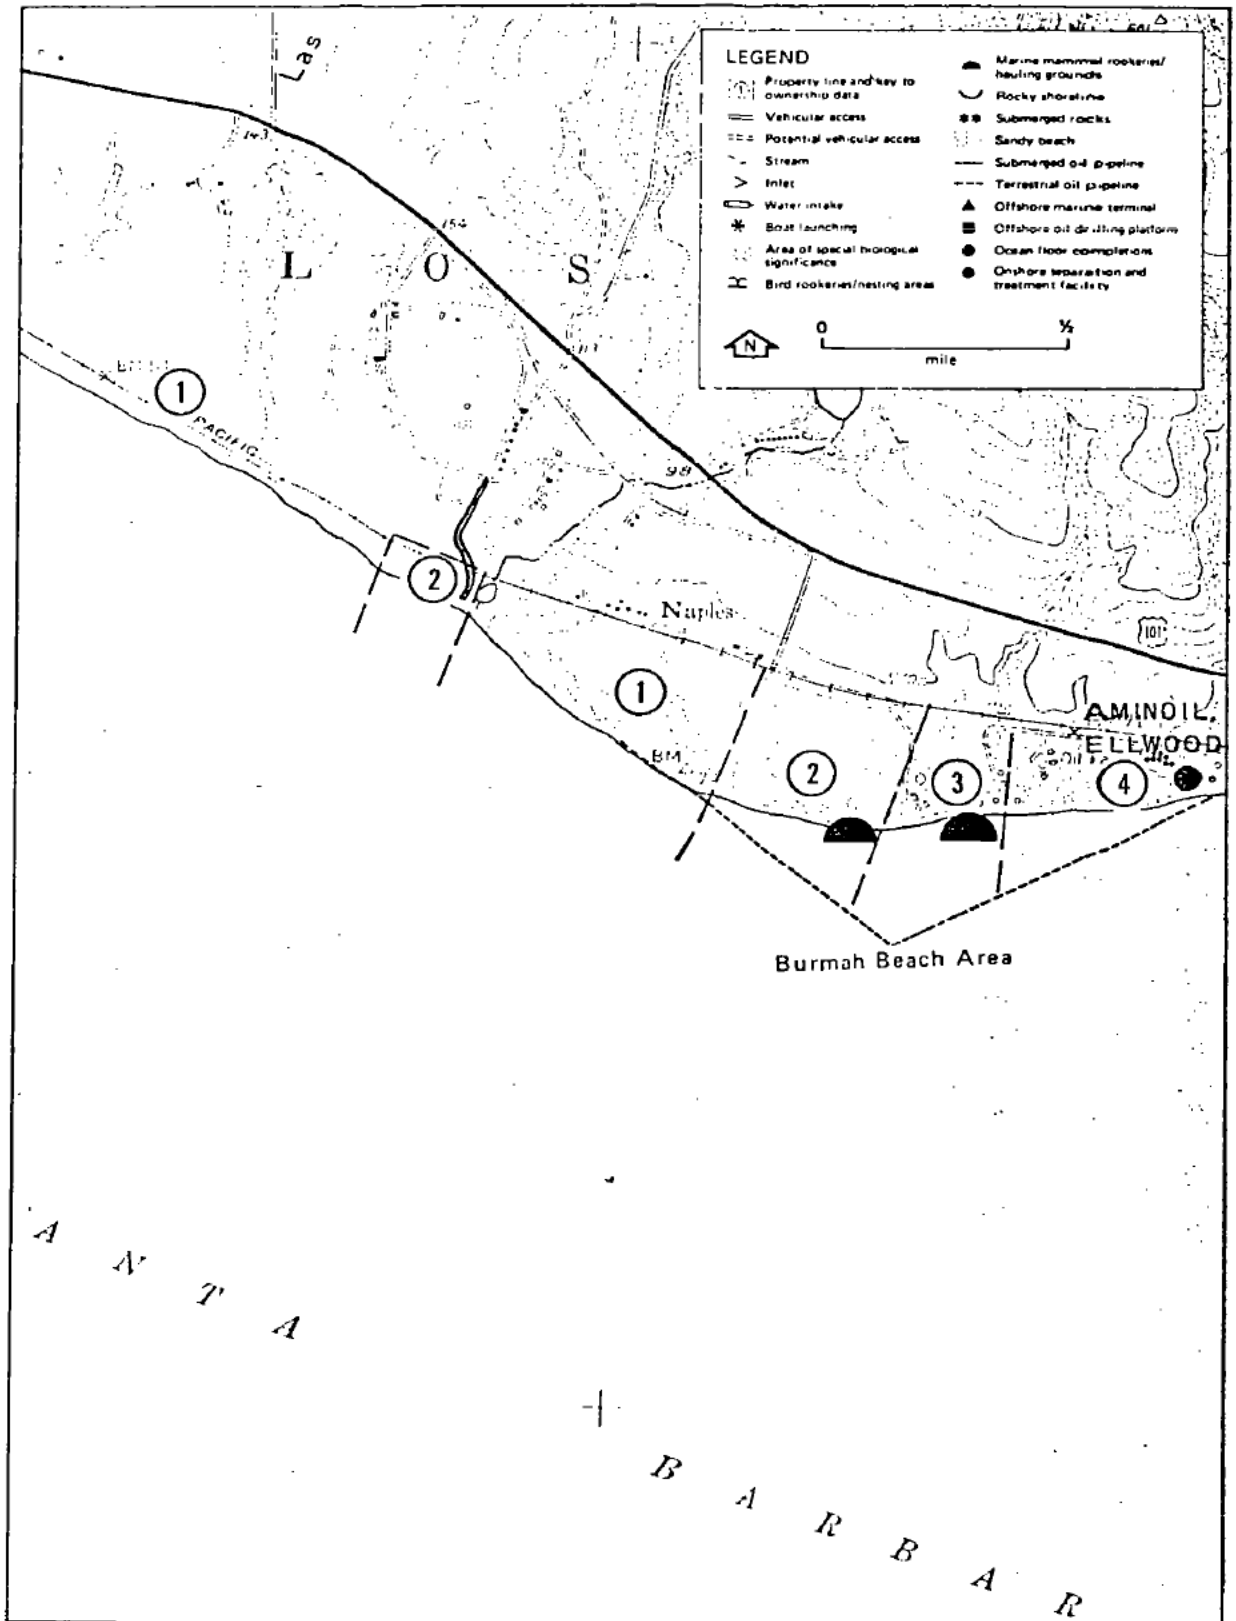 Las
LEGEND
Property line and key to
ownership data
Vehicular access
Potential vehicular access
Stream
Inlet
Water intake
Boat launching
Area of special biological
significance
Bird rookeries/nesting areas
Marine mammal rookeries/
hauling grounds
Rocky shoreline
Submerged rocks
Sandy beach
Submerged oil pipeline
Terrestrial oil pipeline
Offshore marine terminal
Offshore oil drilling platform
Ocean floor completions
Onshore separation and
treatment facility
N
0 ½
mile
143
154
L O S
1
PACIFIC
98
2
Naples
101
1
BM
AMINOIL,
ELLWOOD
2
3
4
Burmah Beach Area
A N T A
B A R B A R